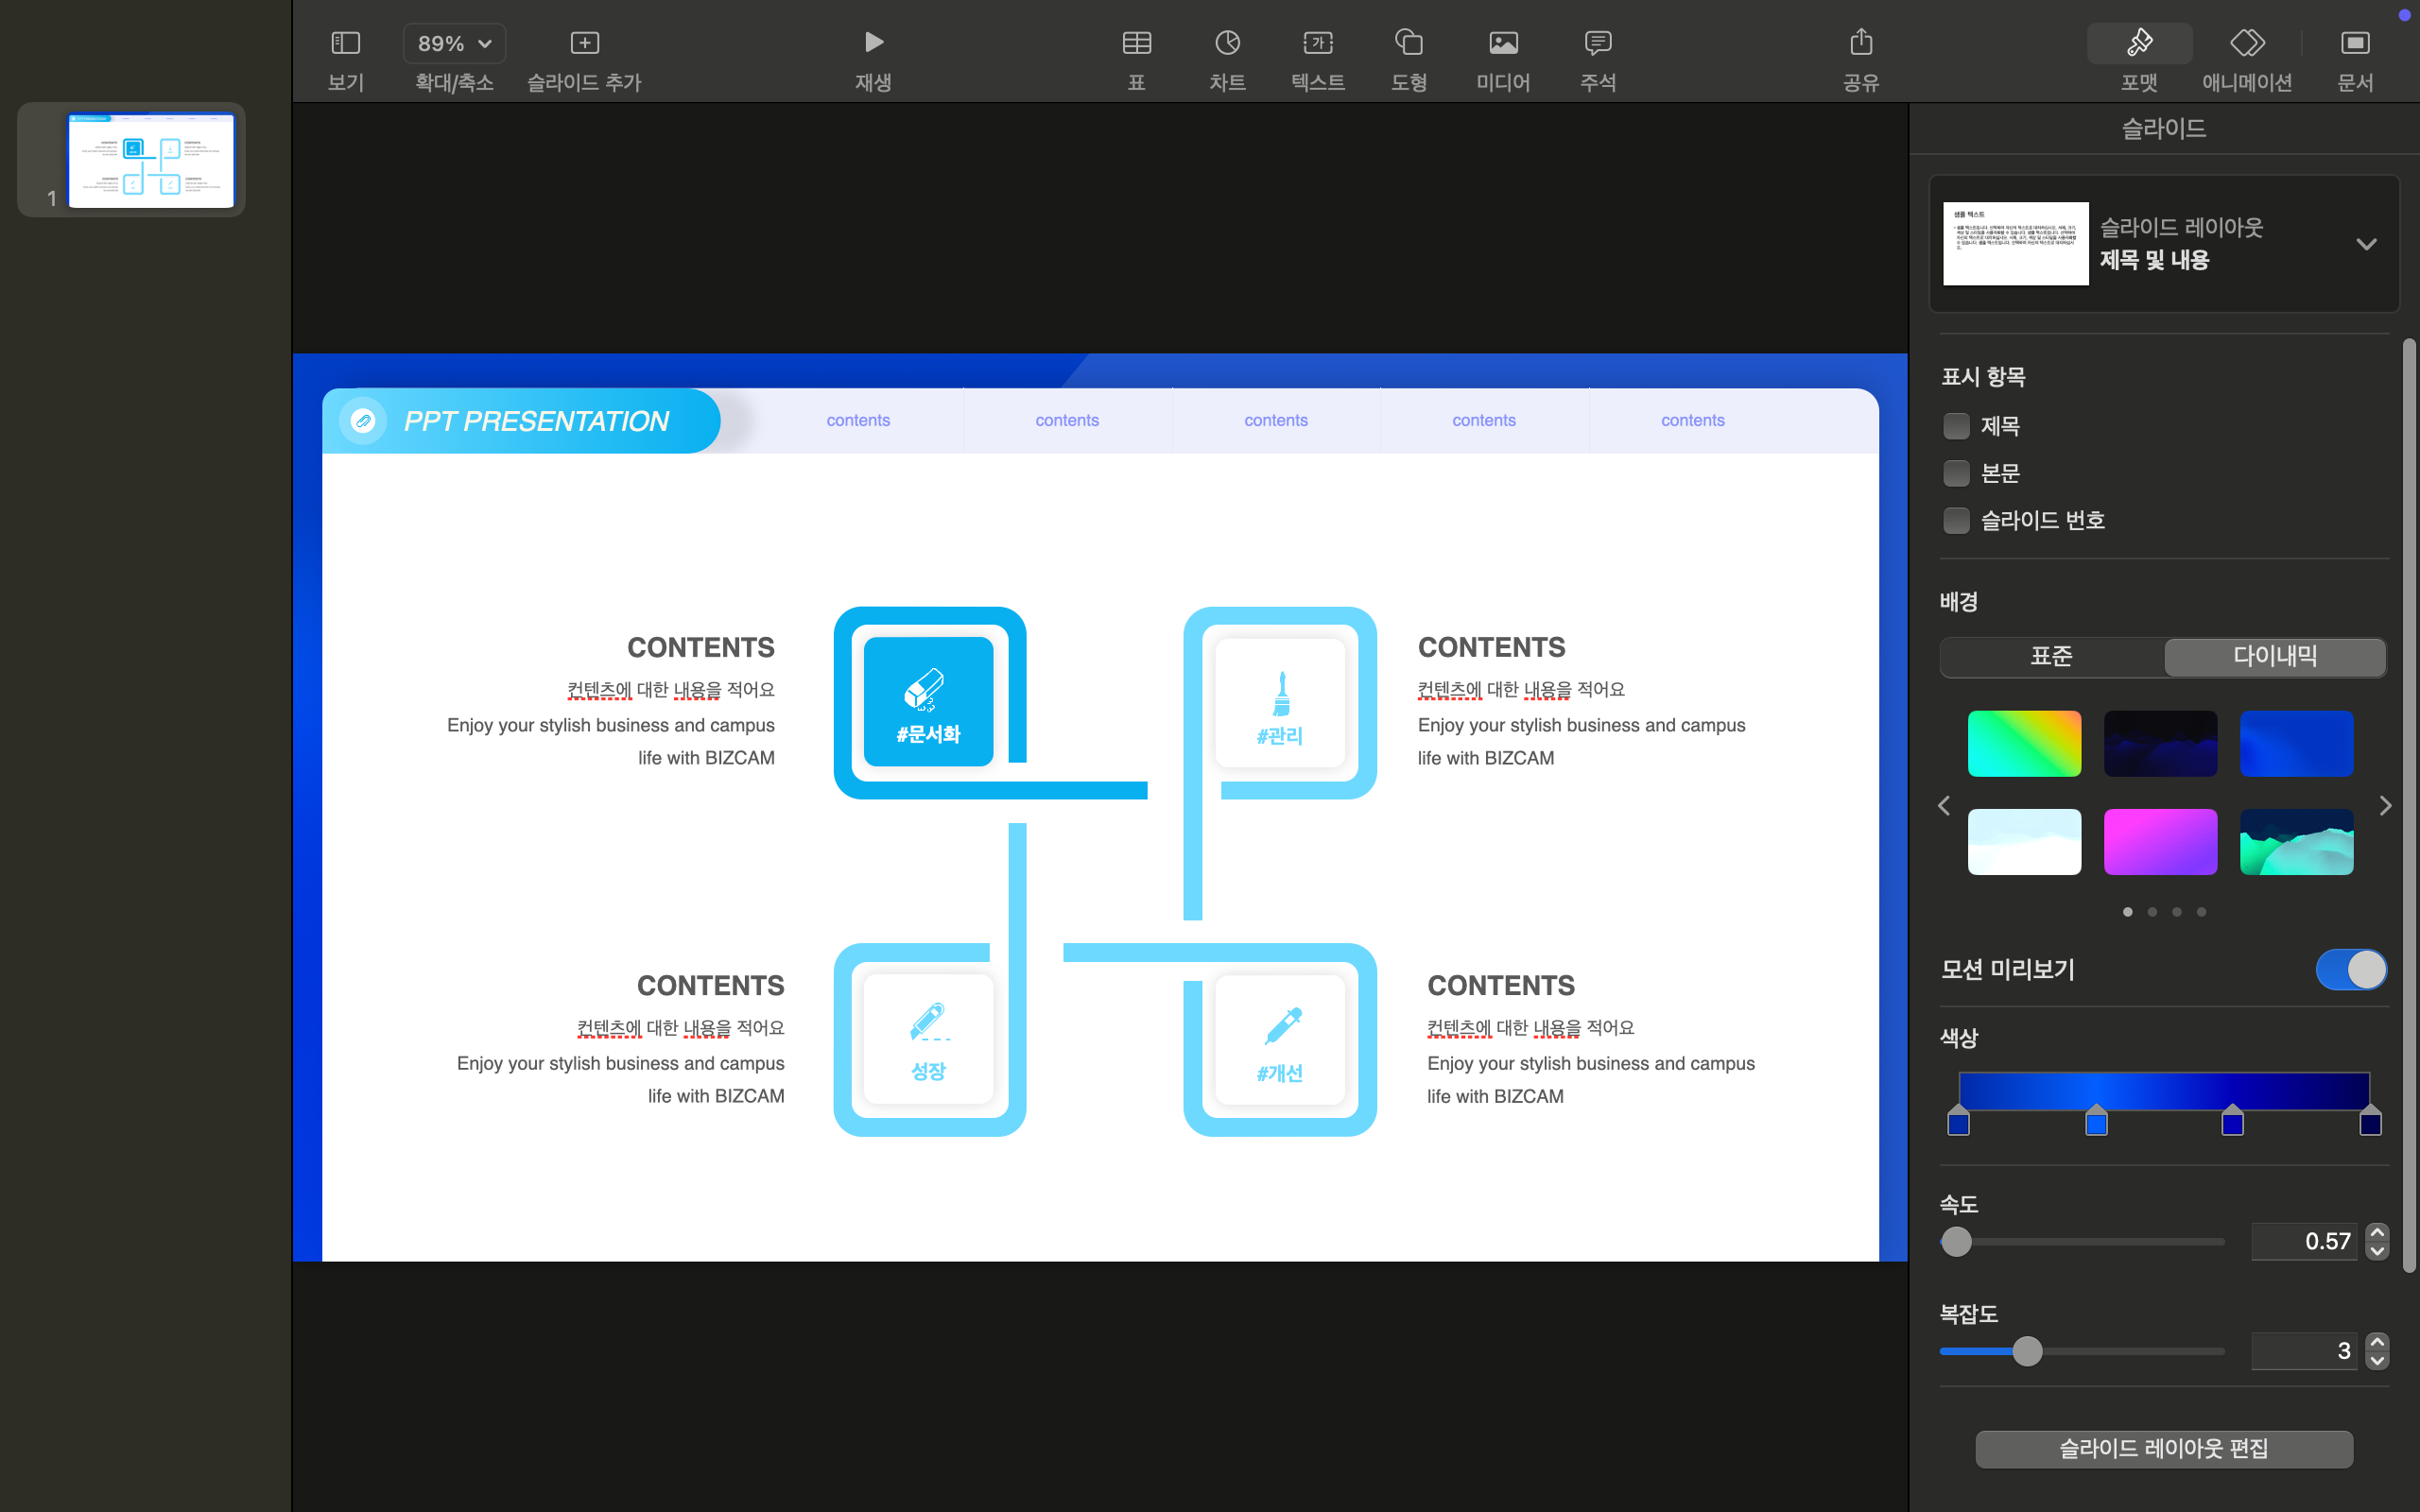 보기
89%
확대/축소
슬라이드 추가
재생
표
차트
텍스트
도형
미디어
주석
공유
포맷
애니메이션
문서
1
PPT PRESENTATION
contents
contents
contents
contents
contents
CONTENTS
컨텐츠에 대한 내용을 적어요
Enjoy your stylish business and campus
life with BIZCAM
#문서화
#관리
CONTENTS
컨텐츠에 대한 내용을 적어요
Enjoy your stylish business and campus
life with BIZCAM
CONTENTS
컨텐츠에 대한 내용을 적어요
Enjoy your stylish business and campus
life with BIZCAM
성장
#개선
CONTENTS
컨텐츠에 대한 내용을 적어요
Enjoy your stylish business and campus
life with BIZCAM
슬라이드
샘플 텍스트
슬라이드 레이아웃
제목 및 내용
표시 항목
제목
본문
슬라이드 번호
배경
표준
다이내믹
모션 미리보기
색상
속도
0.57
복잡도
3
슬라이드 레이아웃 편집